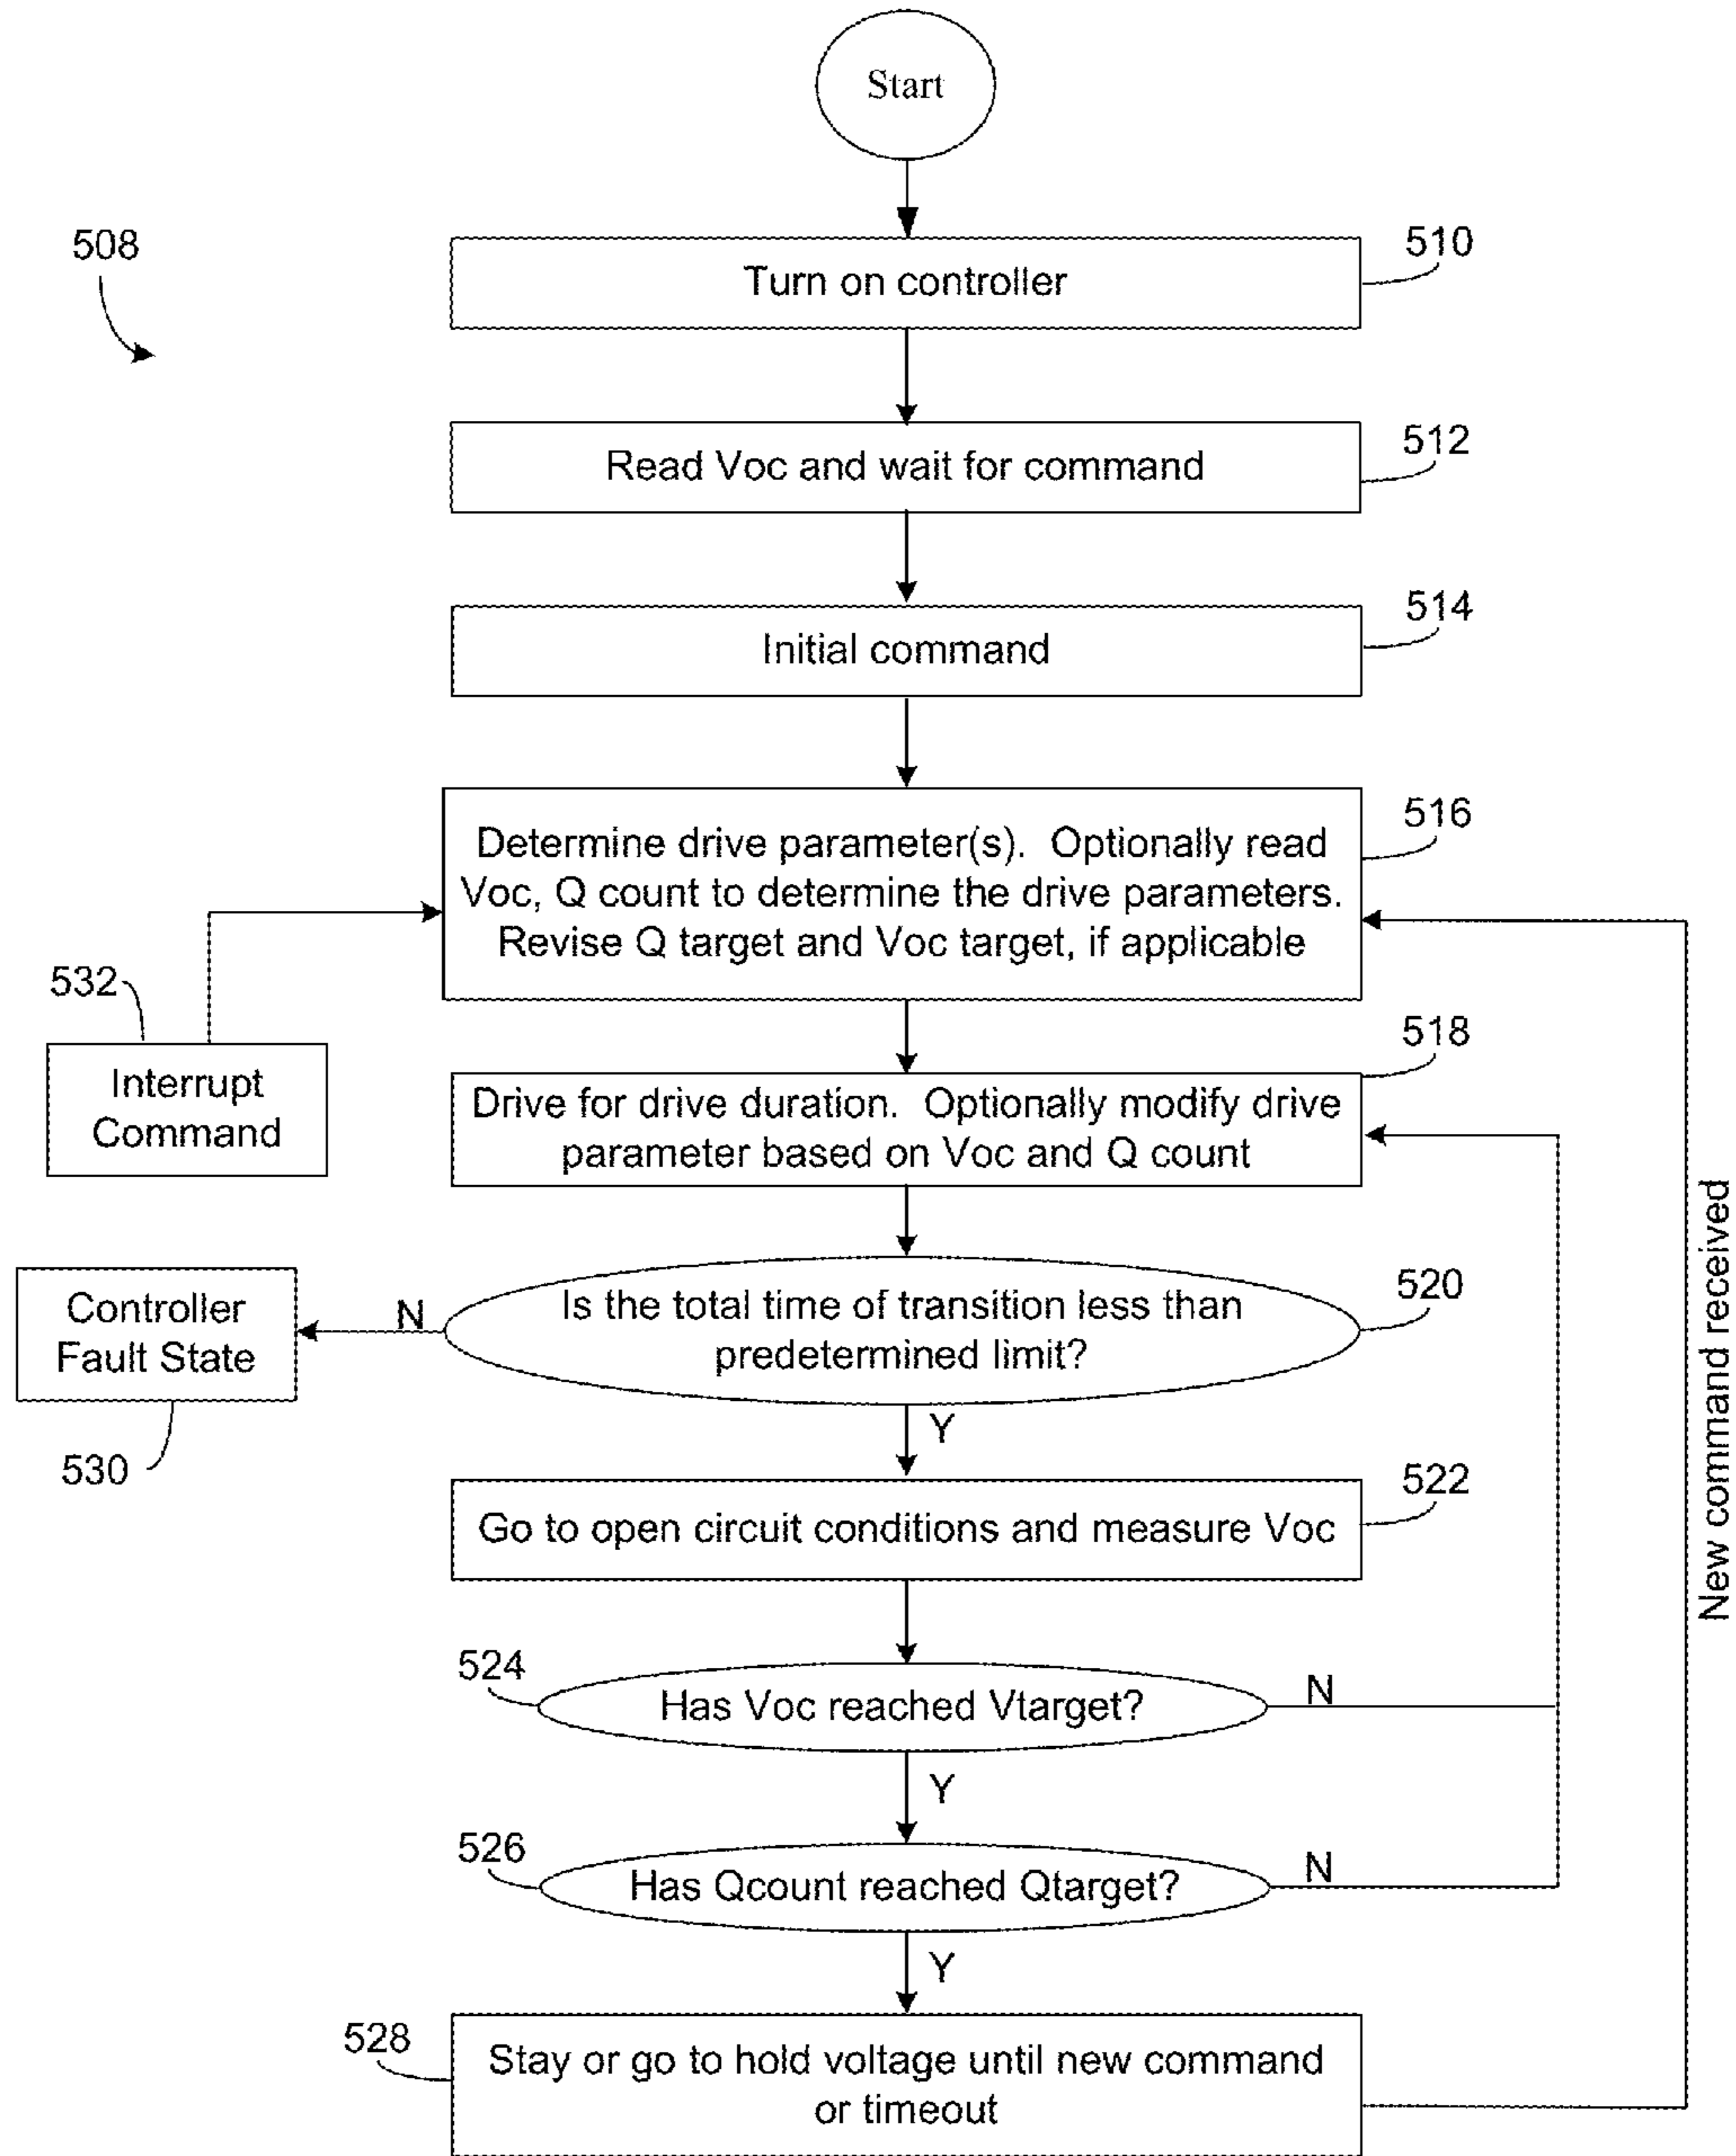 Start
508
510
Turn on controller
512
Read Voc and wait for command
514
Initial command
516
Determine drive parameter(s). Optionally read
Voc, Q count to determine the drive parameters.
Revise Q target and Voc target, if applicable
532
Interrupt
Command
518
Drive for drive duration. Optionally modify drive
parameter based on Voc and Q count
New command received
520
Is the total time of transition less than
predetermined limit?
N
Controller
Fault State
530
Y
522
Go to open circuit conditions and measure Voc
524
Has Voc reached Vtarget?
N
Y
526
Has Qcount reached Qtarget?
N
Y
528
Stay or go to hold voltage until new command
or timeout